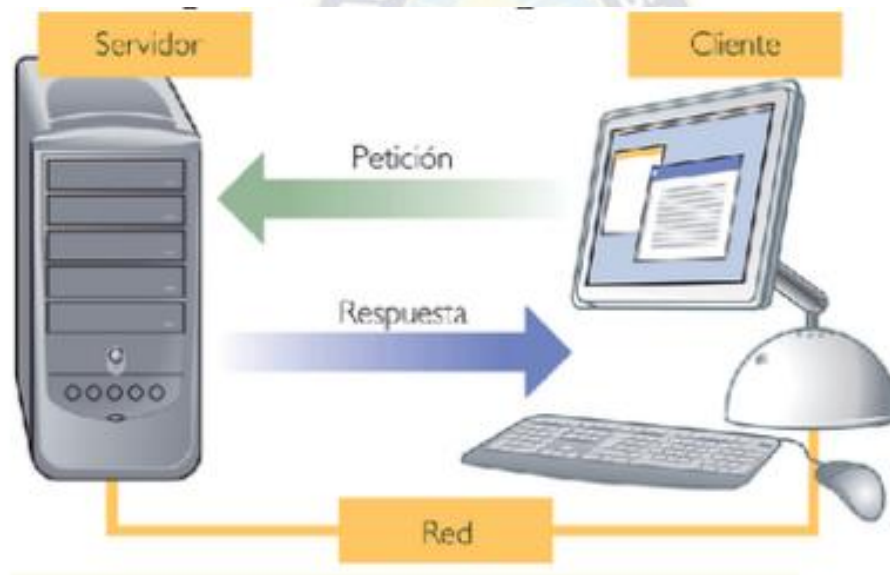 Servidor
Cliente
Petición
Respuesta
Red